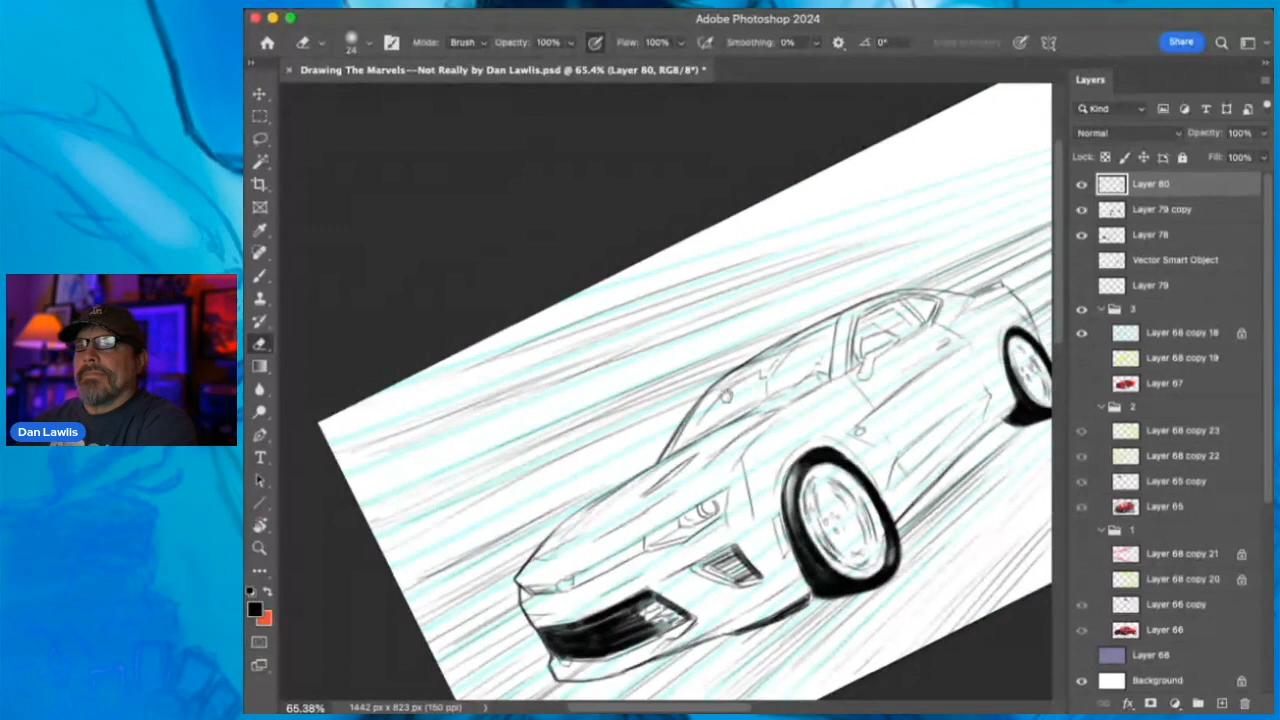 Adobe Photoshop 2024
24
Mode: Brush
Opacity: 100%
Flow: 100%
Smoothing: 0%
0°
Share
Drawing The Marvels—Not Really by Dan Lawlis.psd @ 65.4% (Layer 80, RGB/8*) *
Layers
Kind
Normal
Opacity: 100%
Lock:
Fill: 100%
Layer 80
Layer 79 copy
Layer 78
Vector Smart Object
Layer 79
3
Layer 68 copy 18
Layer 68 copy 19
Layer 67
2
Layer 68 copy 23
Layer 68 copy 22
Layer 65 copy
Layer 65
1
Layer 68 copy 21
Layer 68 copy 20
Layer 66 copy
Layer 66
Layer 68
Background
Dan Lawlis
65.38%
1442 px x 823 px (150 ppi)